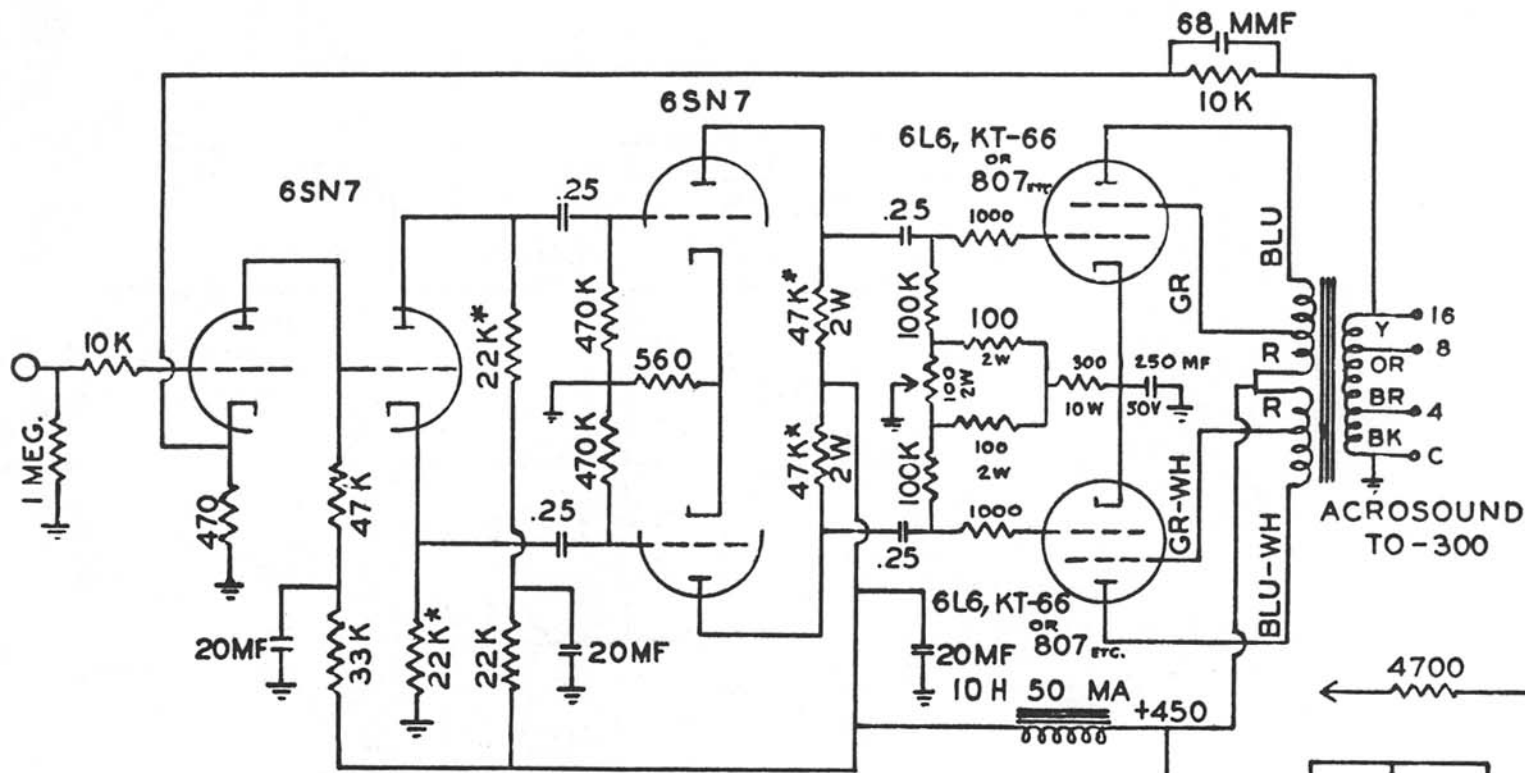 68 MMF
10K
6SN7
6SN7
6L6, KT-66
OR
807 ETC.
.25
.25
1000
BLU
10K
22K*
470K
47K*
2W
100K
100
2W
GR
16
Y
8
OR
R
1 MEG.
560
100
2W
300
10W
250 MF
50V
R
BR
4
BK
C
470
47K
470K
47K*
2W
100K
100
2W
.25
1000
.25
GR-WH
BLU-WH
ACROSOUND
TO-300
20MF
33K
22K*
22K
20MF
20MF
6L6, KT-66
OR
807 ETC.
10 H 50 MA
+450
4700